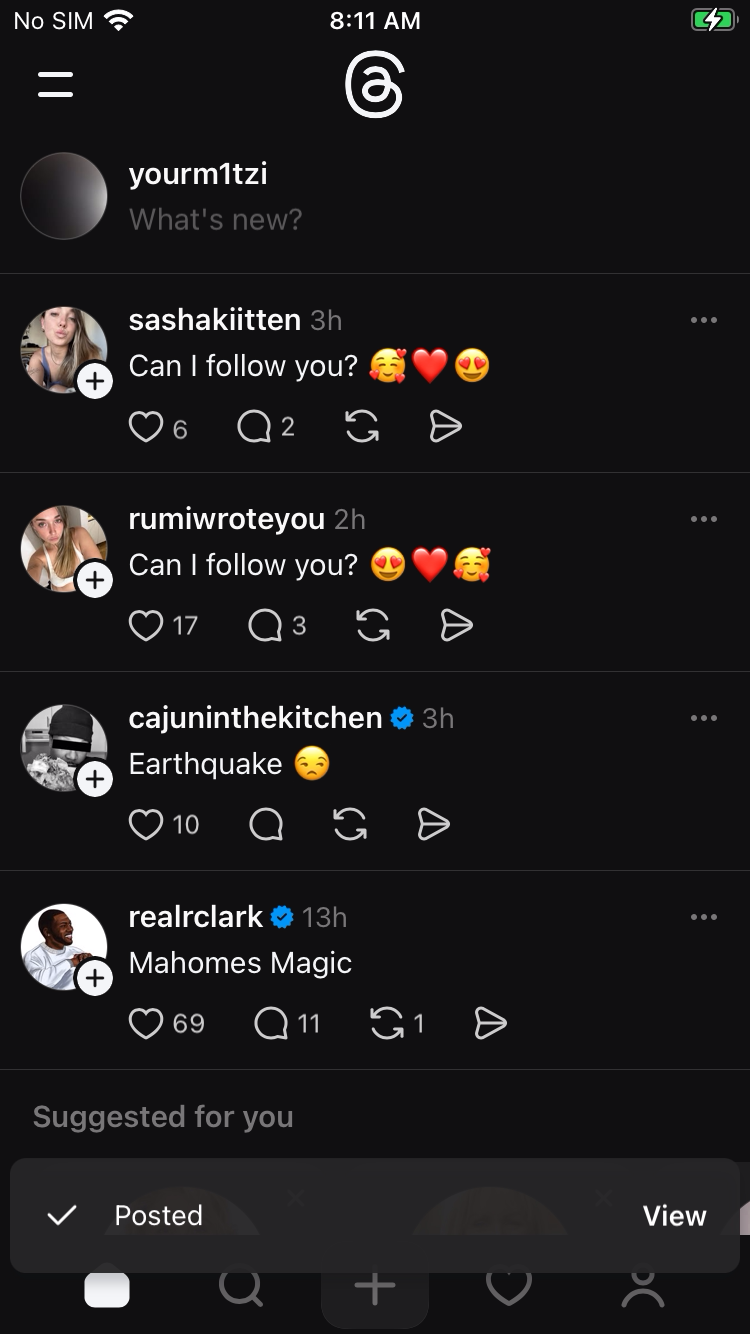 No SIM 8:11 AM
yourm1tzi
What's new?
sashakiitten 3h
Can I follow you? 🥰❤️😍
6 2
rumiwroteyou 2h
Can I follow you? 😍❤️🥰
17 3
cajuninthekitchen 3h
Earthquake 😒
10
realrclark 13h
Mahomes Magic
69 11 1
Suggested for you
Posted View